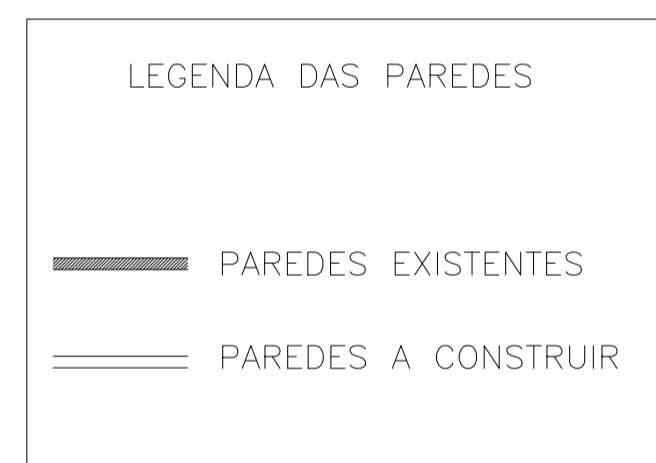 LEGENDA DAS PAREDES
PAREDES EXISTENTES
PAREDES A CONSTRUIR